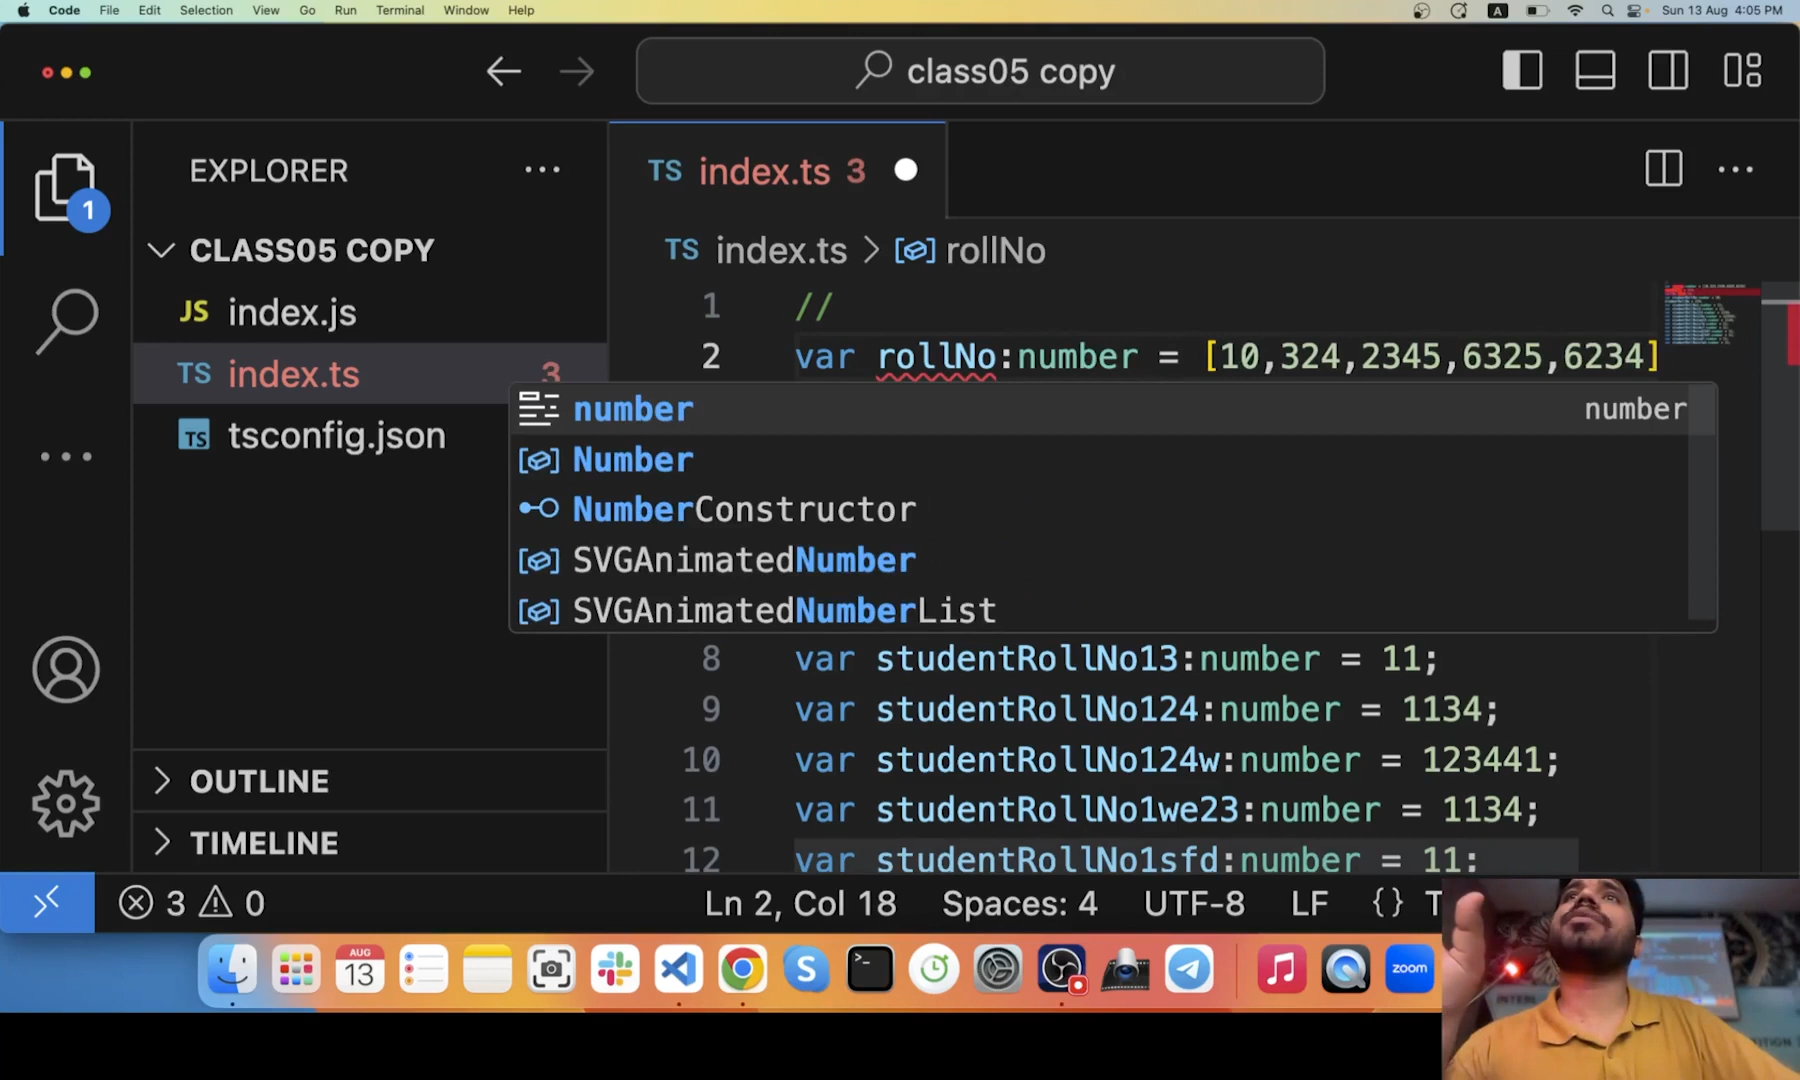 Code File Edit Selection View Go Run Terminal Window Help
A Sun 13 Aug 4:05 PM
class05 copy
EXPLORER
1
CLASS05 COPY
JS index.js
TS index.ts 3
TS tsconfig.json
OUTLINE
TIMELINE
TS index.ts 3
TS index.ts > rollNo
1 //
2 var rollNo:number = [10,324,2345,6325,6234]
number number
Number
NumberConstructor
SVGAnimatedNumber
SVGAnimatedNumberList
8 var studentRollNo13:number = 11;
9 var studentRollNo124:number = 1134;
10 var studentRollNo124w:number = 123441;
11 var studentRollNo1we23:number = 1134;
12 var studentRollNo1sfd:number = 11;
3 0
Ln 2, Col 18 Spaces: 4 UTF-8 LF {} T
AUG
13
S
zoom